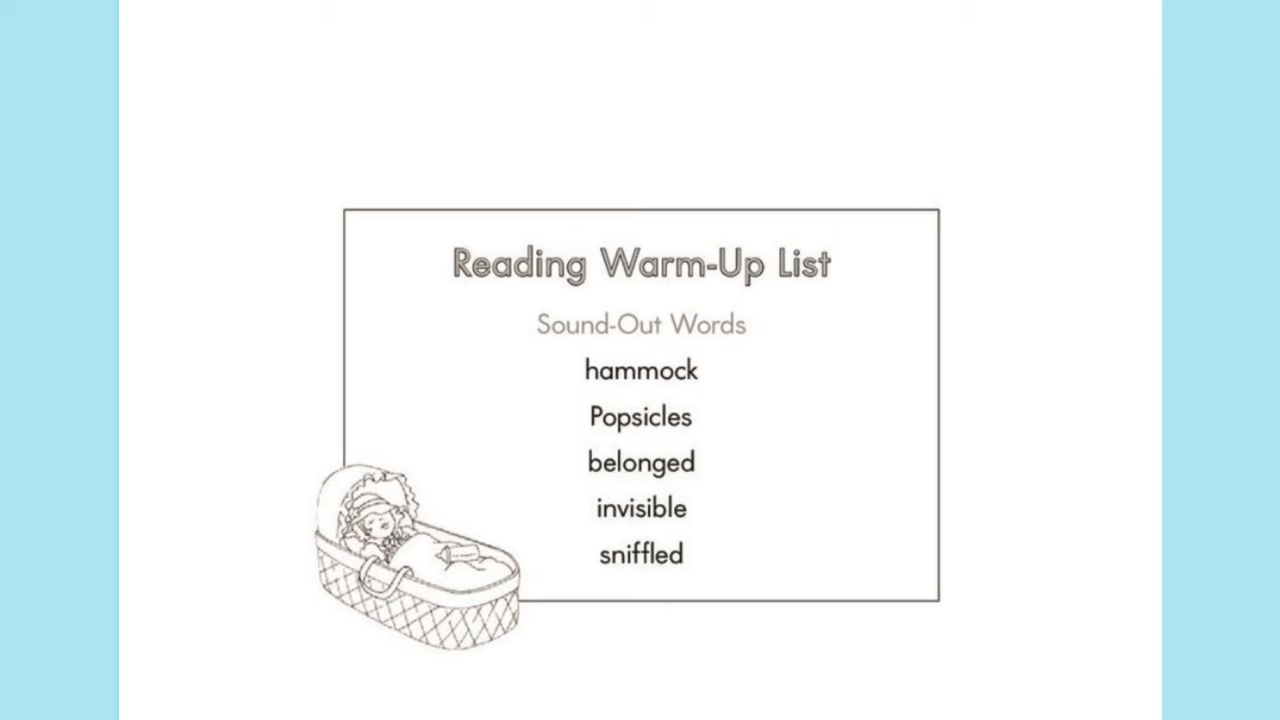 Reading Warm-Up List
Sound-Out Words
hammock
Popsicles
belonged
invisible
sniffled